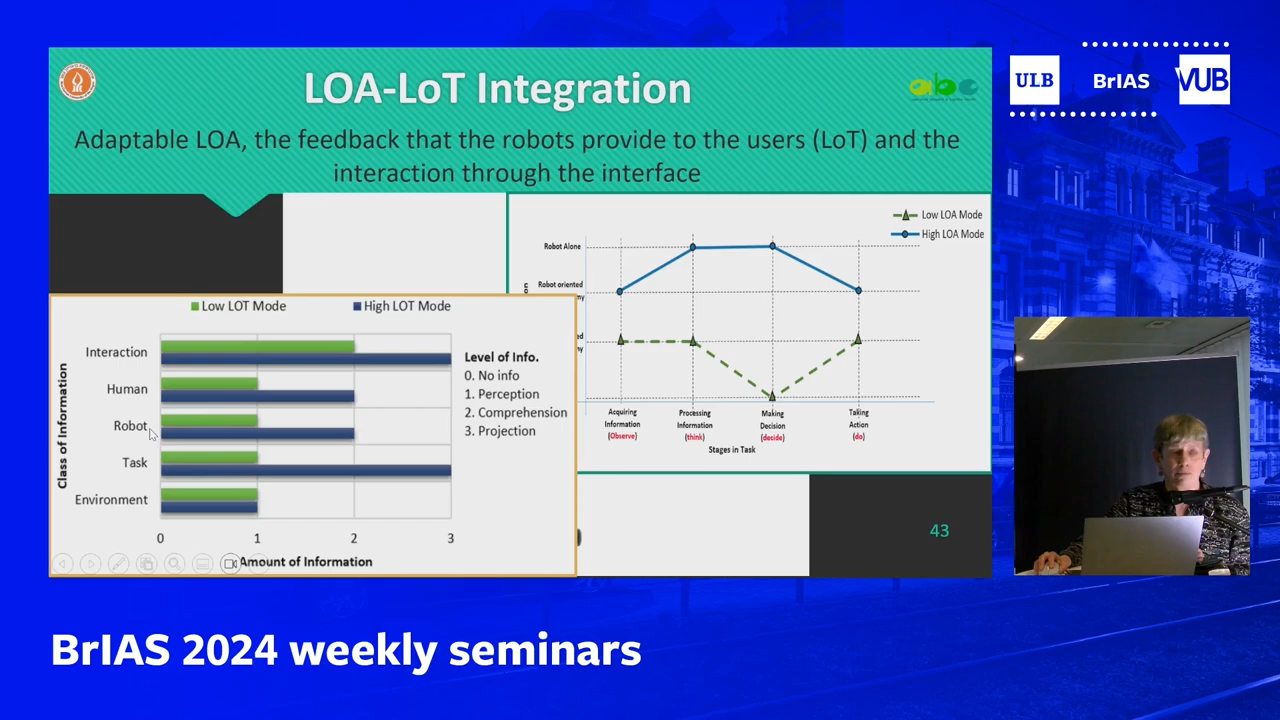 LOA-LoT Integration
Adaptable LOA, the feedback that the robots provide to the users (LoT) and the
interaction through the interface
ULB
BrIAS
VUB
Low LOA Mode
High LOA Mode
Robot Alone
Robot oriented
Acquiring
Information
(Observe)
Processing
Information
(think)
Making
Decision
(decide)
Taking
Action
(do)
Stages in Task
Low LOT Mode
High LOT Mode
Class of Information
Interaction
Human
Robot
Task
Environment
0
1
2
3
Amount of Information
Level of Info.
0. No info
1. Perception
2. Comprehension
3. Projection
43
BrIAS 2024 weekly seminars